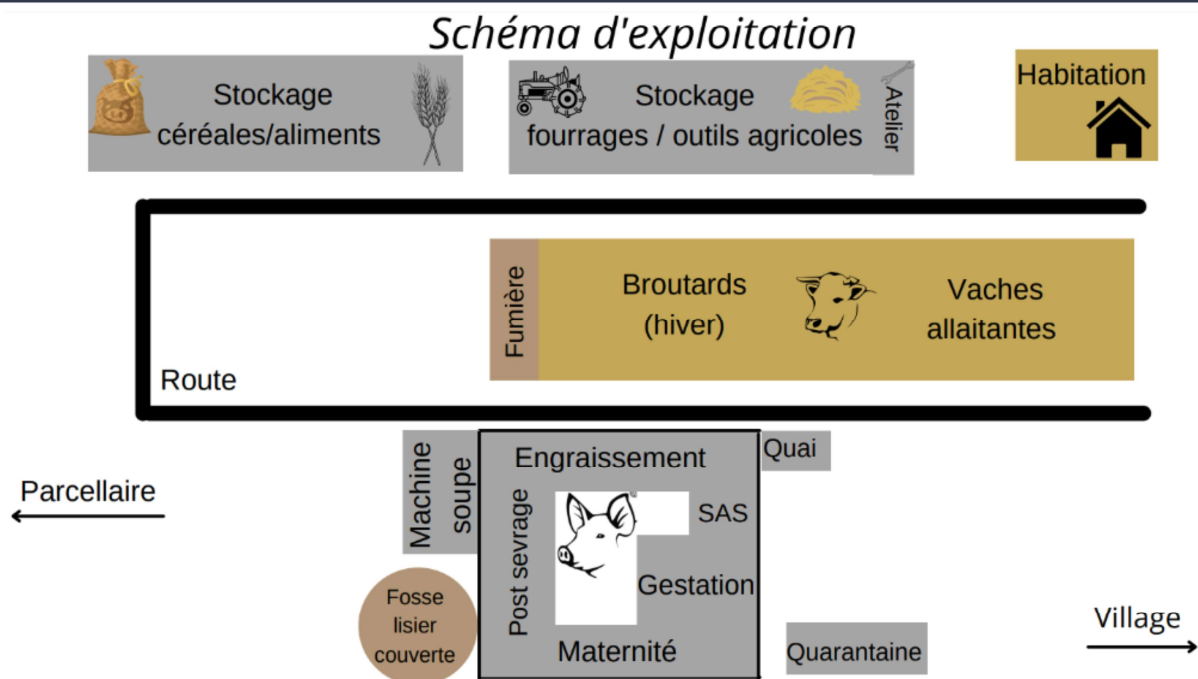 Schéma d'exploitation
Stockage
céréales/aliments
Stockage
fourrages / outils agricoles
Atelier
Habitation
Fumière
Broutards
(hiver)
Vaches
allaitantes
Route
Machine
soupe
Engraissement
Quai
Parcellaire
Post sevrage
SAS
Gestation
Maternité
Fosse
lisier
couverte
Quarantaine
Village